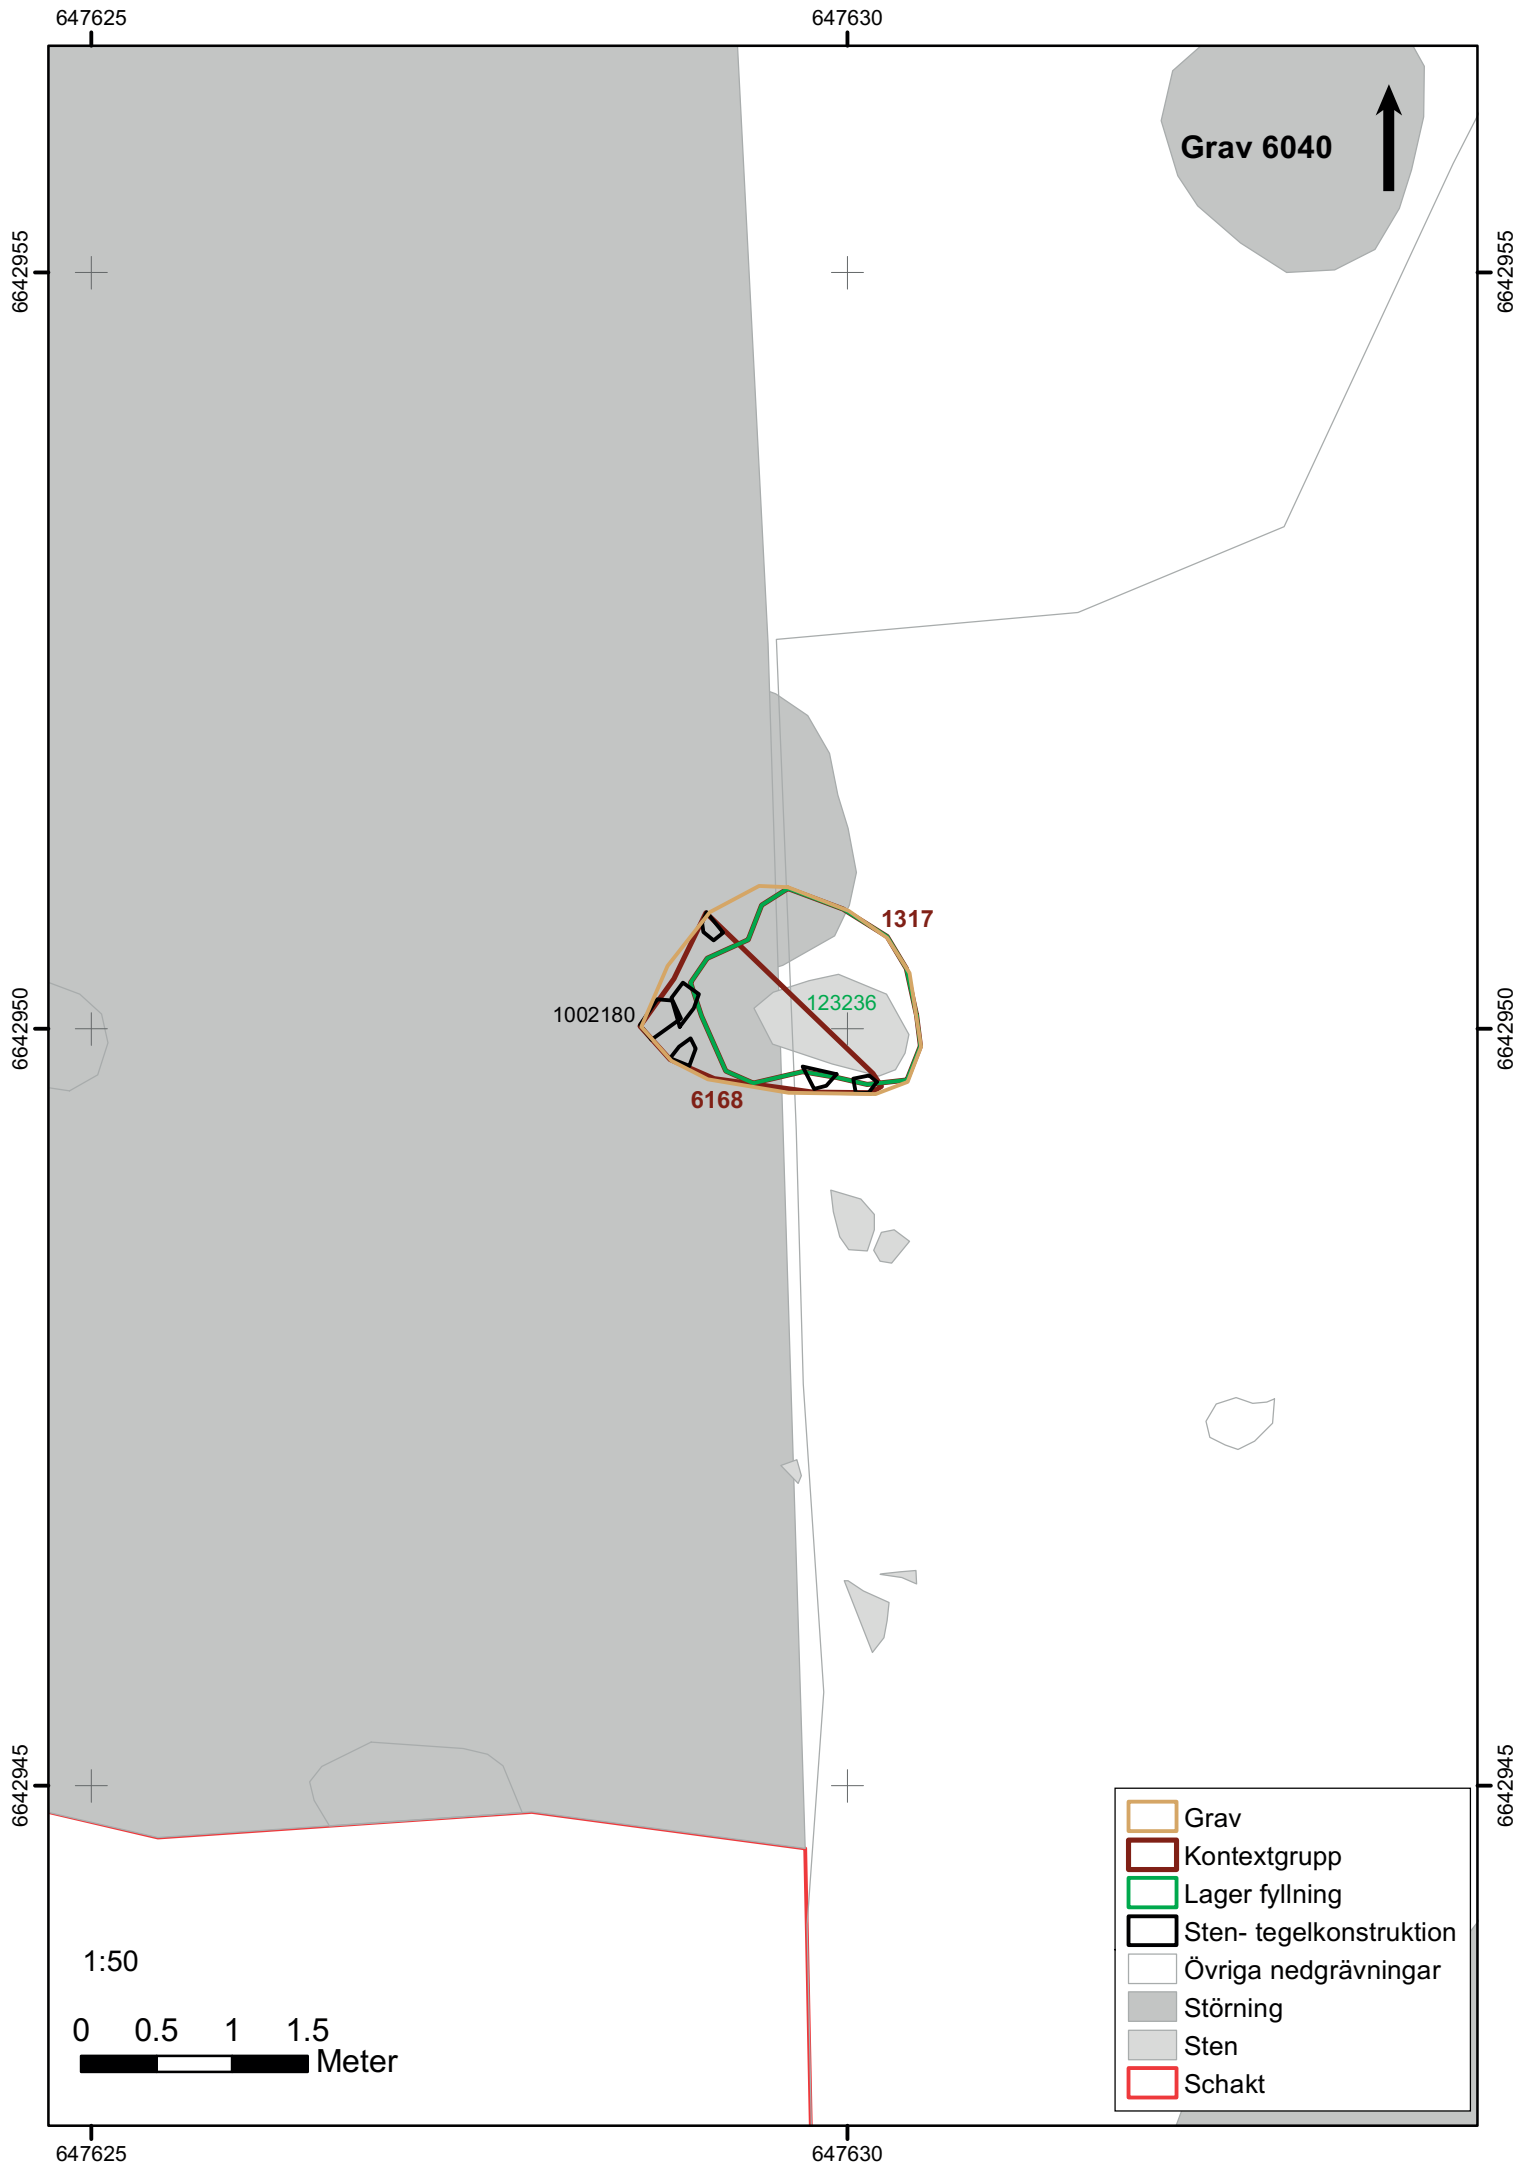 647625
647630
Grav 6040
6642955
6642955
1317
123236
1002180
6642950
6642950
6168
6642945
6642945
Grav
Kontextgrupp
Lager fyllning
Sten- tegelkonstruktion
Övriga nedgrävningar
Störning
Sten
Schakt
1:50
0 0.5 1 1.5
Meter
647625
647630